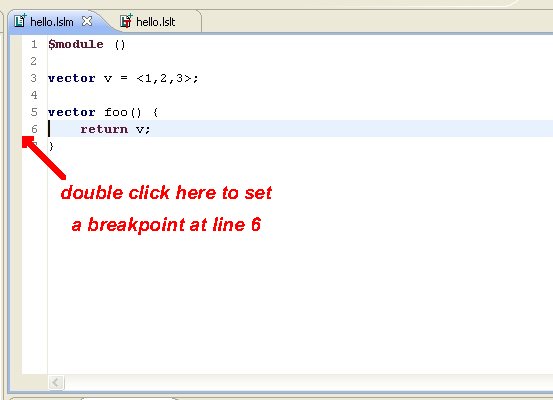 hello.lslm hello.lslt
1 $module ()
2
3 vector v = <1,2,3>;
4
5 vector foo() {
6 return v;
}
double click here to set
a breakpoint at line 6